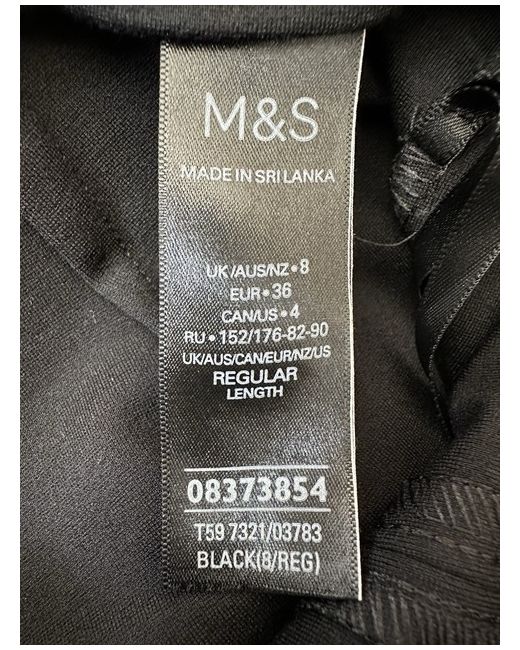 M&S
MADE IN SRI LANKA
UK/AUS/NZ•8
EUR•36
CAN/US•4
RU•152/176-82-90
UK/AUS/CAN/EUR/NZ/US
REGULAR
LENGTH
08373854
T59 7321/03783
BLACK(8/REG)